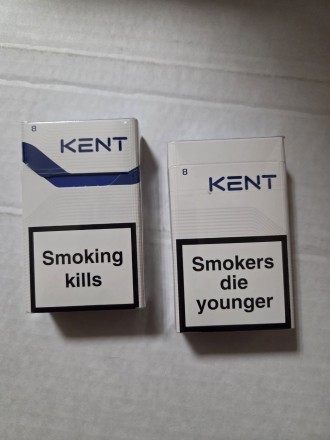 8
KENT
Smoking
kills
8
KENT
Smokers
die
younger